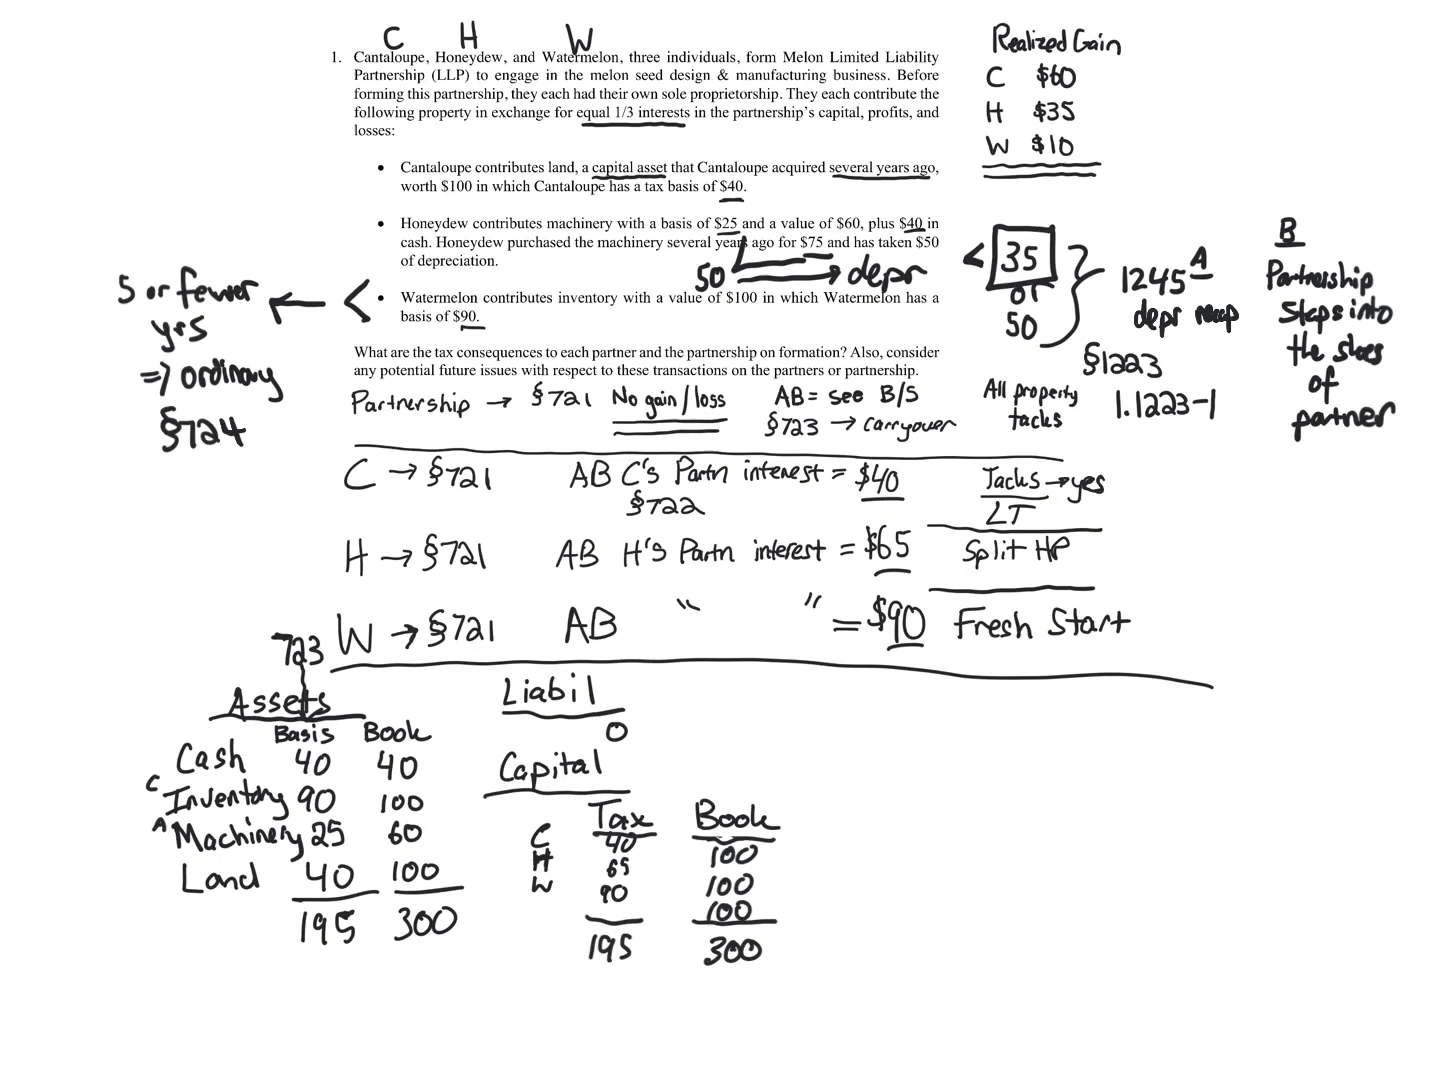 C H W
1. Cantaloupe, Honeydew, and Watermelon, three individuals, form Melon Limited Liability
Partnership (LLP) to engage in the melon seed design & manufacturing business. Before
forming this partnership, they each had their own sole proprietorship. They each contribute the
following property in exchange for equal 1/3 interests in the partnership's capital, profits, and
losses:
• Cantaloupe contributes land, a capital asset that Cantaloupe acquired several years ago,
worth $100 in which Cantaloupe has a tax basis of $40.
• Honeydew contributes machinery with a basis of $25 and a value of $60, plus $40 in
cash. Honeydew purchased the machinery several years ago for $75 and has taken $50
of depreciation.
50 depr
• Watermelon contributes inventory with a value of $100 in which Watermelon has a
basis of $90.
What are the tax consequences to each partner and the partnership on formation? Also, consider
any potential future issues with respect to these transactions on the partners or partnership.
Realized Gain
C $60
H $35
W $10
< 35
or
50
1245 A
depr recap
§1223
1.1223-1
All property
tacks
B
Partnership
steps into
the shoes
of
partner
5 or fewer
yrs
=> ordinary
§724
Partnership → §721 No gain/loss AB = see B/S
§723 → carryover
C → §721 AB C's Partn interest = $40 Tacks → yes
§722 LT
H → §721 AB H's Partn interest = $65 Split HP
W → §721 AB " " = $90 Fresh Start
723
Assets
Basis Book
Cash 40 40
C Inventory 90 100
A Machinery 25 60
Land 40 100
195 300
Liabil
0
Capital
Tax Book
C 40 100
H 65 100
W 90 100
195 300